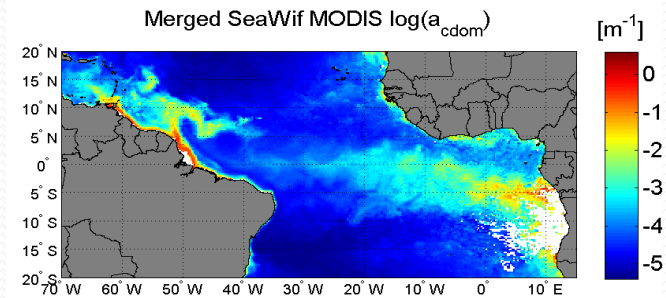 Merged SeaWif MODIS log(a_cdom)
[m⁻¹]
20° N
15° N
10° N
5° N
0°
5° S
10° S
15° S
20° S
70° W 60° W 50° W 40° W 30° W 20° W 10° W 0° 10° E
0
-1
-2
-3
-4
-5